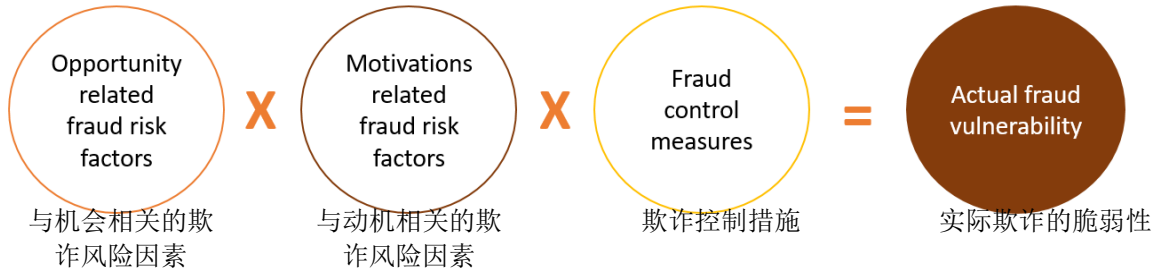 Opportunity
related
fraud risk
factors
X
Motivations
related
fraud risk
factors
X
Fraud
control
measures
=
Actual fraud
vulnerability
与机会相关的欺
诈风险因素
与动机相关的欺
诈风险因素
欺诈控制措施
实际欺诈的脆弱性